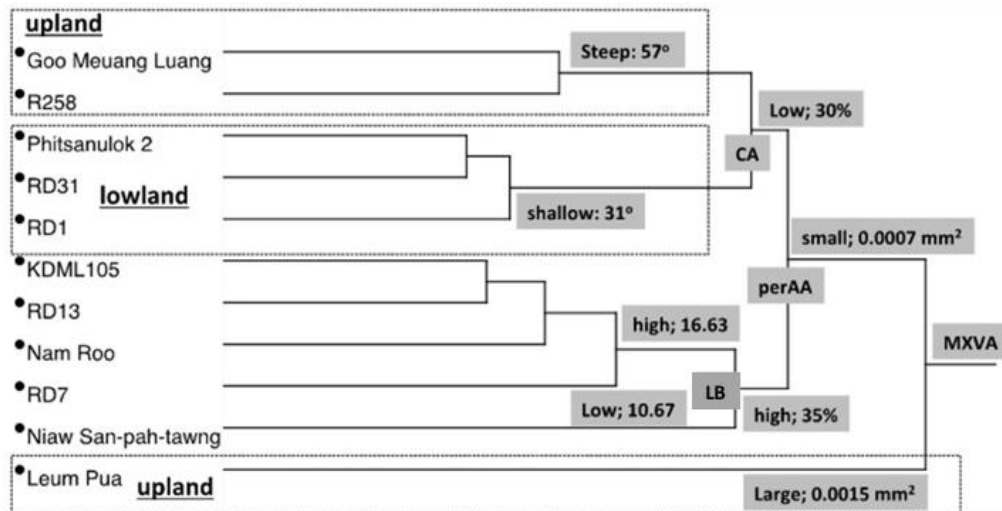 upland
Goo Meuang Luang
Steep: 57°
R258
Low; 30%
Phitsanulok 2
CA
RD31
lowland
shallow: 31°
RD1
small; 0.0007 mm²
KDML105
perAA
RD13
high; 16.63
Nam Roo
MXVA
RD7
LB
Low; 10.67
high; 35%
Niaw San-pah-tawng
Leum Pua
upland
Large; 0.0015 mm²